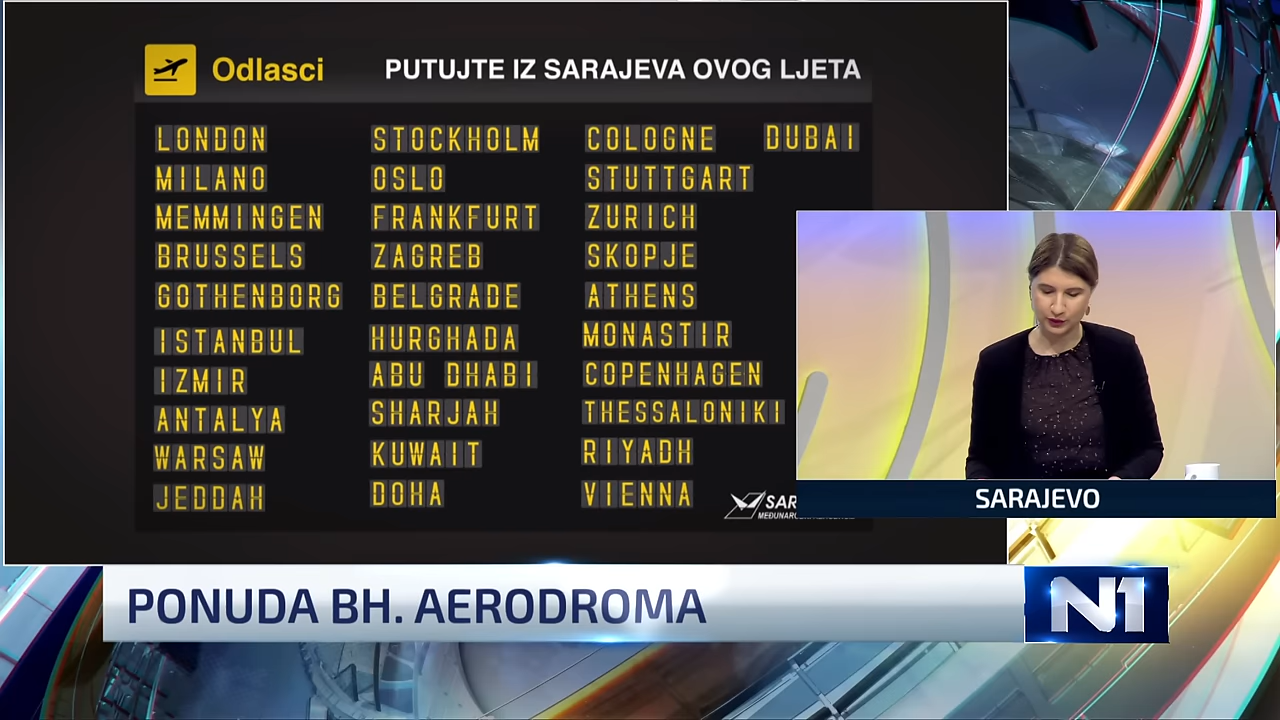 Odlasci
PUTUJTE IZ SARAJEVA OVOG LJETA
LONDON
MILANO
MEMMINGEN
BRUSSELS
GOTHENBORG
ISTANBUL
IZMIR
ANTALYA
WARSAW
JEDDAH
STOCKHOLM
OSLO
FRANKFURT
ZAGREB
BELGRADE
HURGHADA
ABU DHABI
SHARJAH
KUWAIT
DOHA
COLOGNE
STUTTGART
ZURICH
SKOPJE
ATHENS
MONASTIR
COPENHAGEN
THESSALONIKI
RIYADH
VIENNA
DUBAI
SAR
SARAJEVO
PONUDA BH. AERODROMA
N1